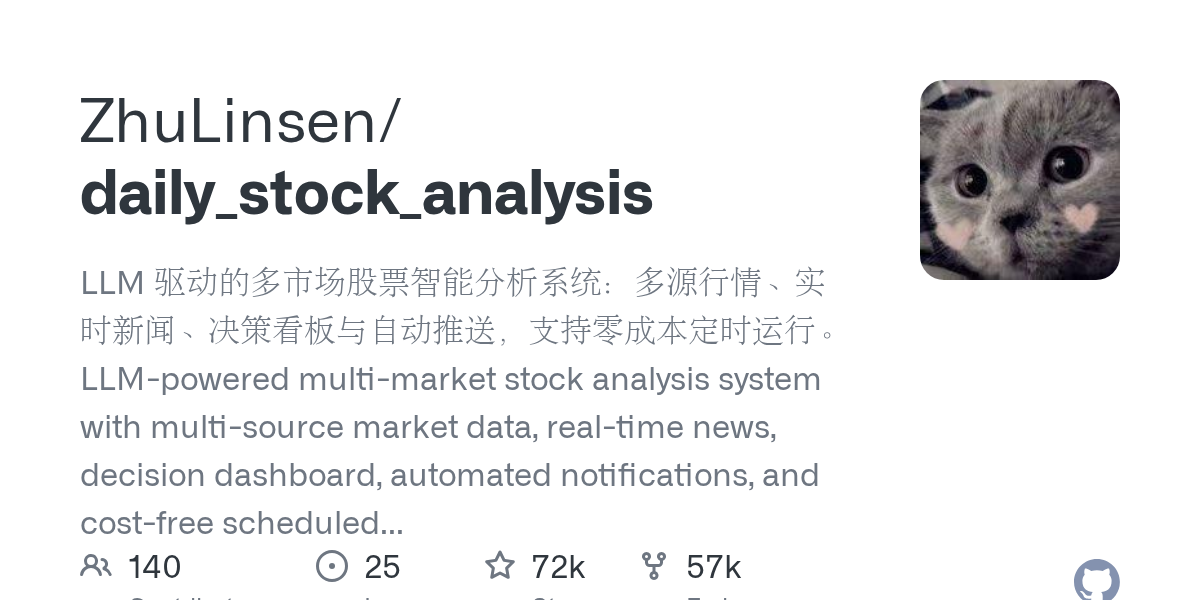 ZhuLinsen/
daily_stock_analysis
LLM 驱动的多市场股票智能分析系统：多源行情、实
时新闻、决策看板与自动推送，支持零成本定时运行。
LLM-powered multi-market stock analysis system
with multi-source market data, real-time news,
decision dashboard, automated notifications, and
cost-free scheduled...
140 25 72k 57k